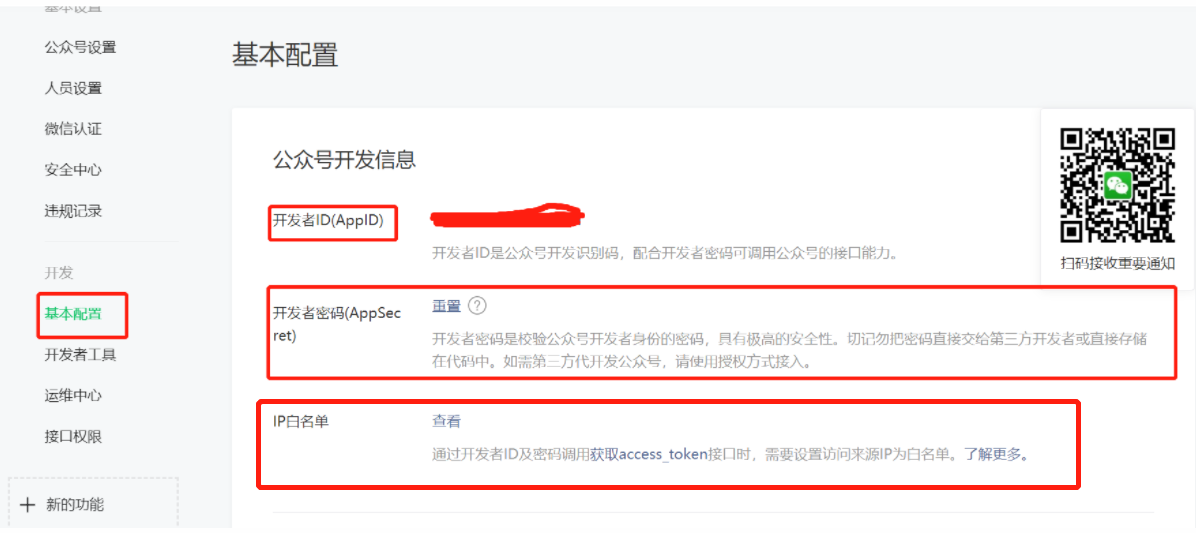 基本设置
公众号设置
人员设置
微信认证
安全中心
违规记录
开发
基本配置
开发者工具
运维中心
接口权限
新的功能
基本配置
公众号开发信息
开发者ID(AppID)
开发者ID是公众号开发识别码，配合开发者密码可调用公众号的接口能力。
开发者密码(AppSec
ret)
重置 ?
开发者密码是校验公众号开发者身份的密码，具有极高的安全性。切记勿把密码直接交给第三方开发者或直接存储
在代码中。如需第三方代开发公众号，请使用授权方式接入。
IP白名单
查看
通过开发者ID及密码调用获取access_token接口时，需要设置访问来源IP为白名单。了解更多。
扫码接收重要通知